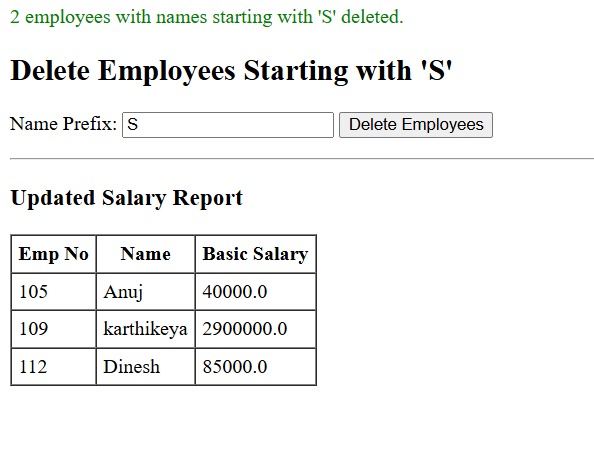 2 employees with names starting with 'S' deleted.
Delete Employees Starting with 'S'
Name Prefix: S Delete Employees
Updated Salary Report
Emp No Name Basic Salary
105 Anuj 40000.0
109 karthikeya 2900000.0
112 Dinesh 85000.0